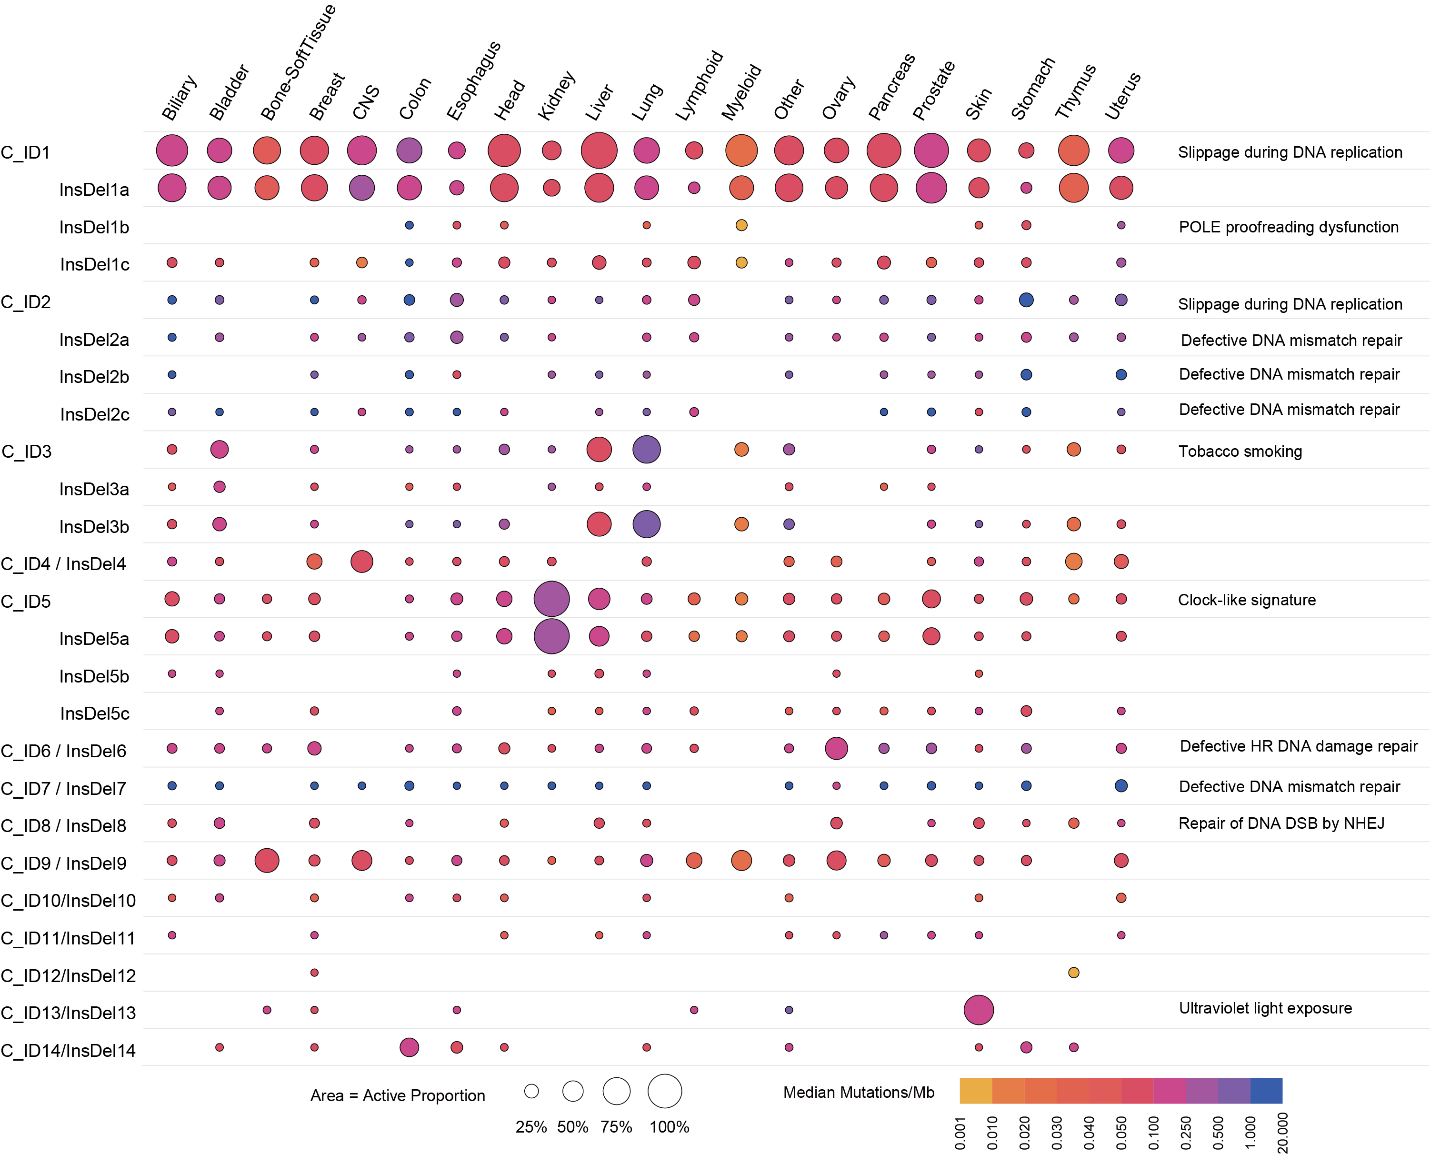 Biliary
Bladder
Bone-SoftTissue
Breast
CNS
Colon
Esophagus
Head
Kidney
Liver
Lung
Lymphoid
Myeloid
Other
Ovary
Pancreas
Prostate
Skin
Stomach
Thymus
Uterus
C_ID1 Slippage during DNA replication
InsDel1a
InsDel1b POLE proofreading dysfunction
InsDel1c
C_ID2 Slippage during DNA replication
InsDel2a Defective DNA mismatch repair
InsDel2b Defective DNA mismatch repair
InsDel2c Defective DNA mismatch repair
C_ID3 Tobacco smoking
InsDel3a
InsDel3b
C_ID4 / InsDel4
C_ID5 Clock-like signature
InsDel5a
InsDel5b
InsDel5c
C_ID6 / InsDel6 Defective HR DNA damage repair
C_ID7 / InsDel7 Defective DNA mismatch repair
C_ID8 / InsDel8 Repair of DNA DSB by NHEJ
C_ID9 / InsDel9
C_ID10/InsDel10
C_ID11/InsDel11
C_ID12/InsDel12
C_ID13/InsDel13 Ultraviolet light exposure
C_ID14/InsDel14
Area = Active Proportion
25% 50% 75% 100%
Median Mutations/Mb
0.001
0.010
0.020
0.030
0.040
0.050
0.100
0.250
0.500
1.000
20.000